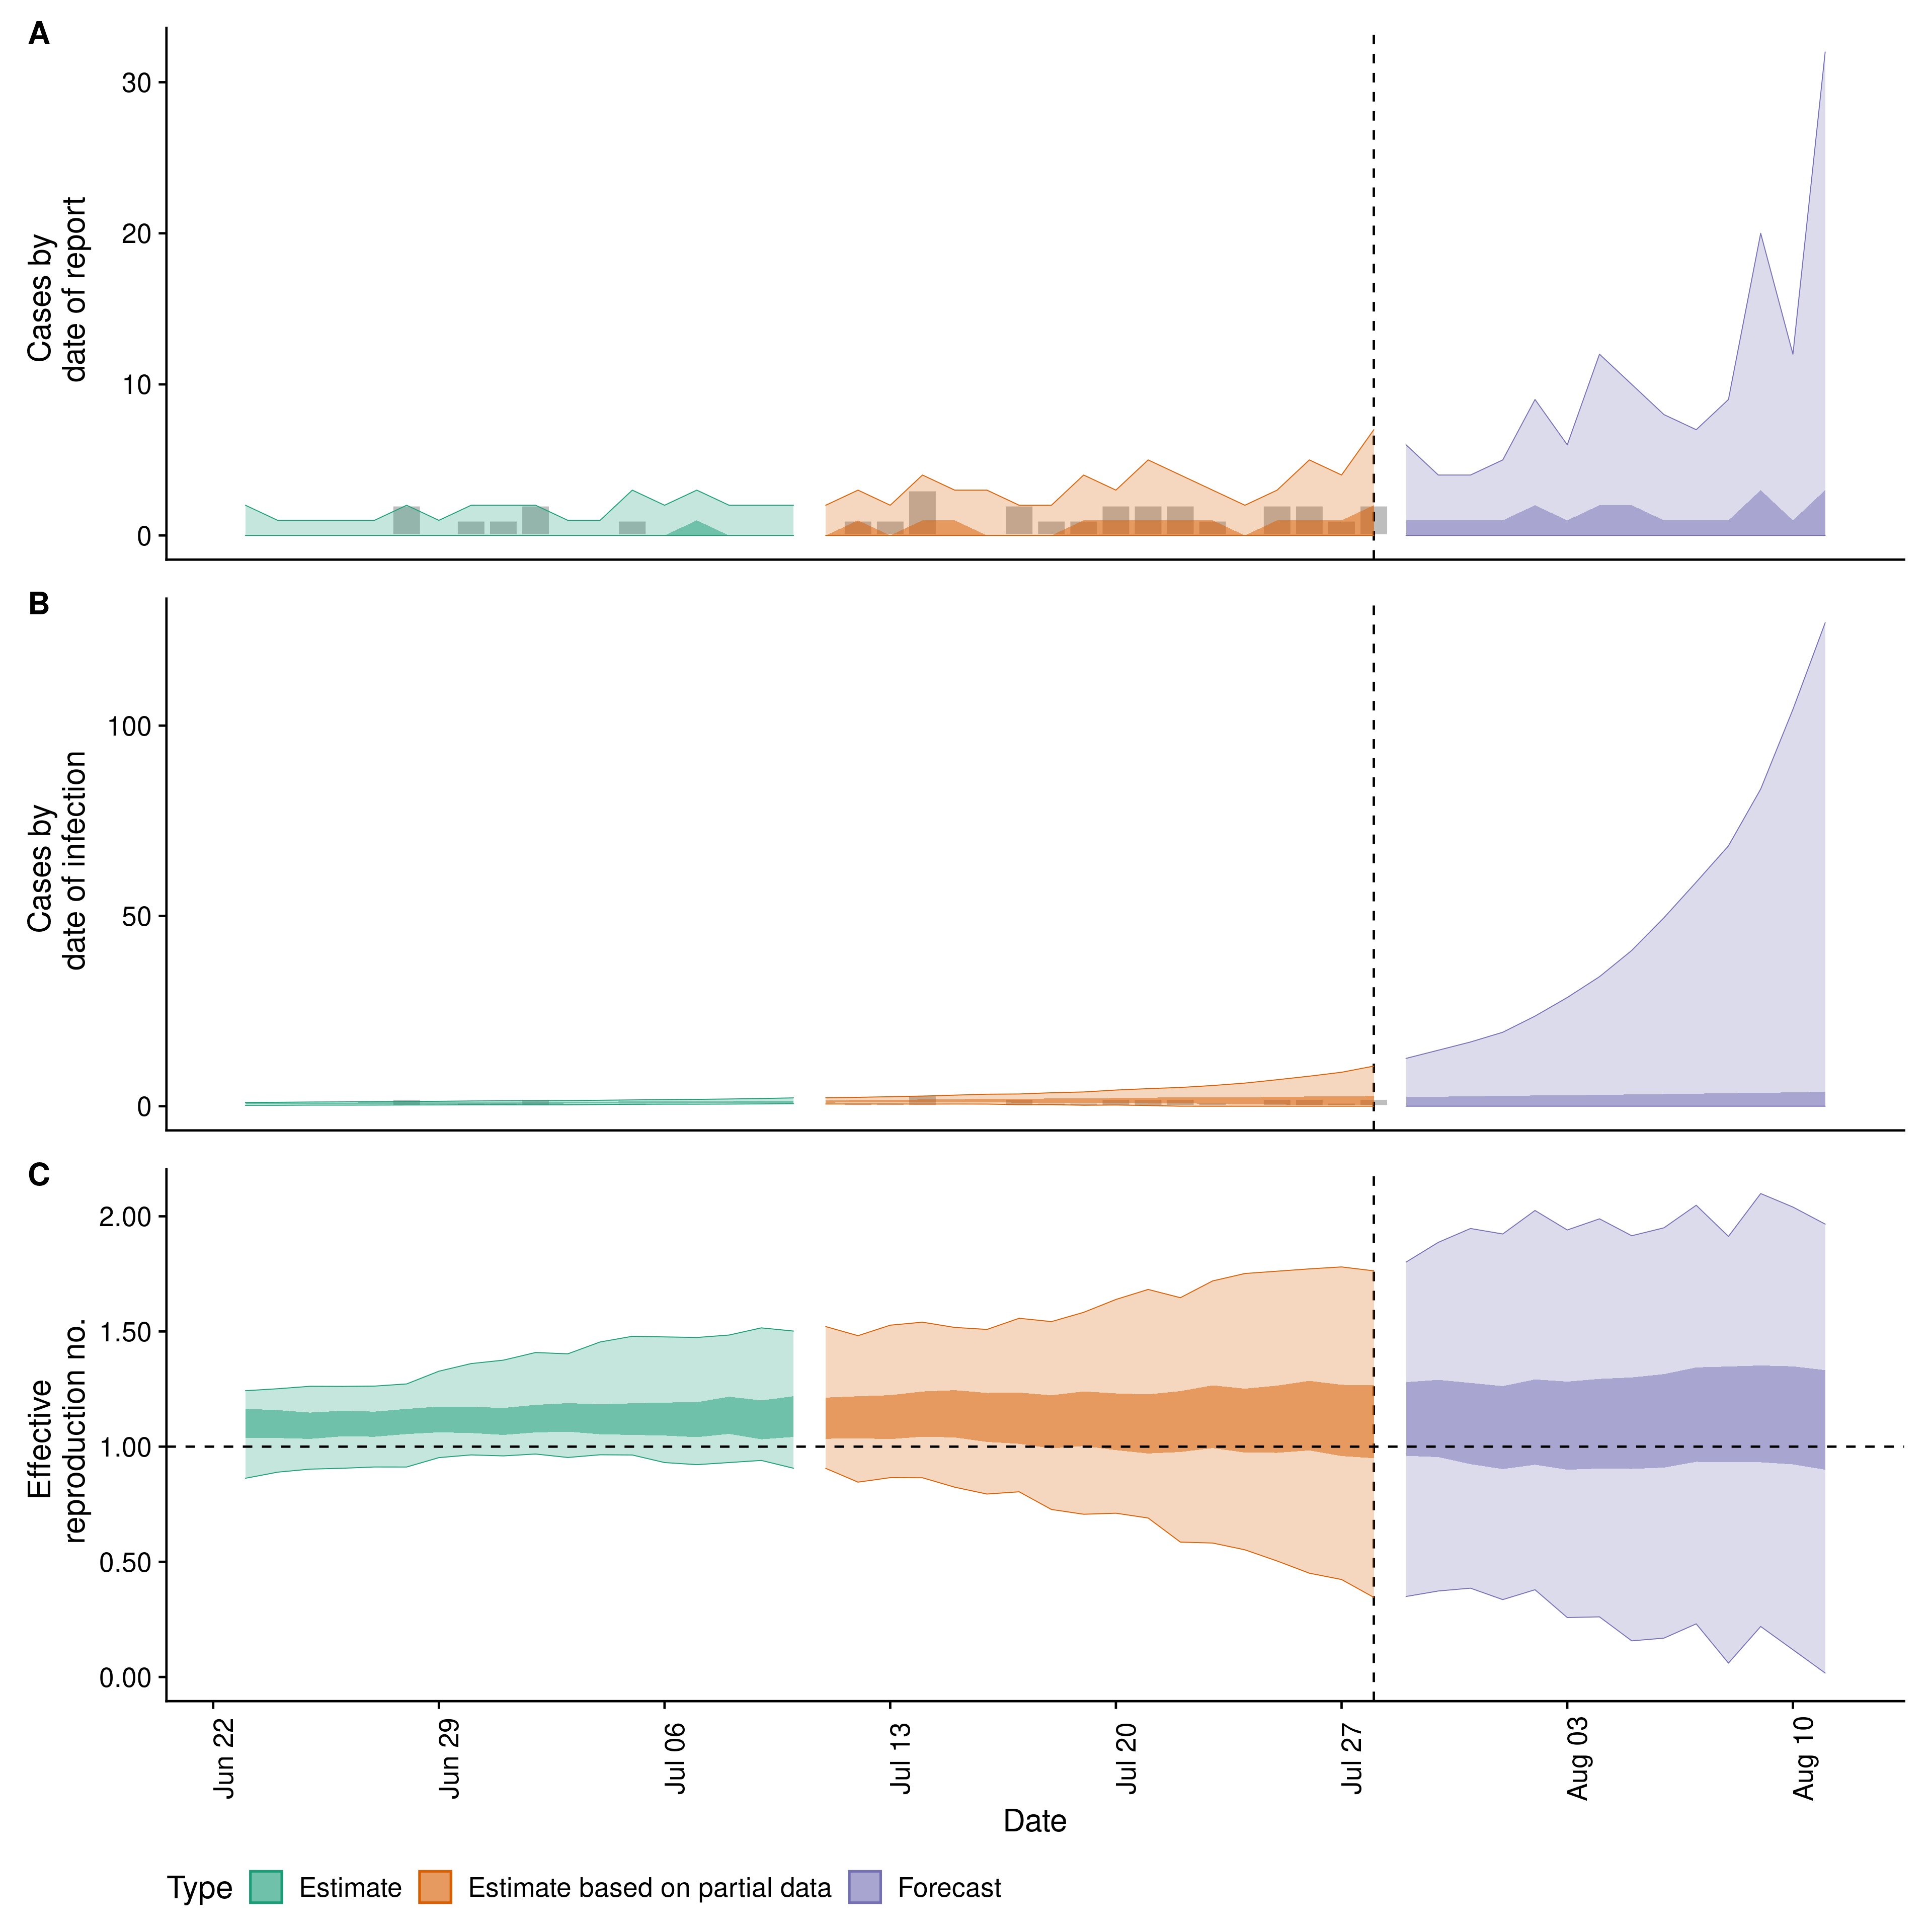 A
30
20
10
0
Cases by
date of report
B
100
50
0
Cases by
date of infection
C
2.00
1.50
1.00
0.50
0.00
Effective
reproduction no.
Jun 22
Jun 29
Jul 06
Jul 13
Jul 20
Jul 27
Aug 03
Aug 10
Date
Type Estimate Estimate based on partial data Forecast